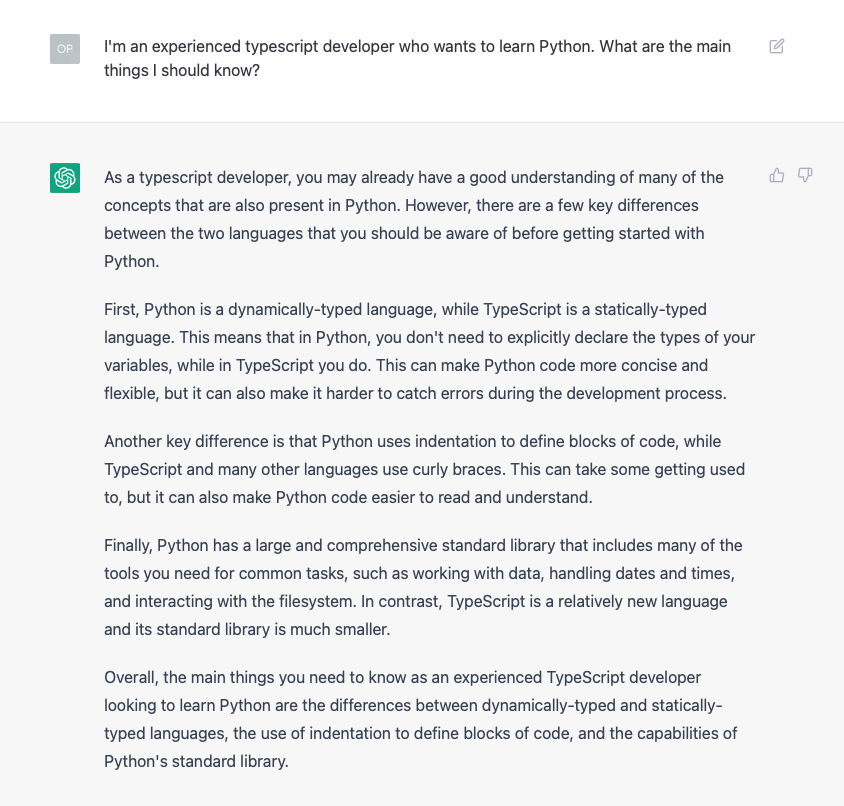 OP
I'm an experienced typescript developer who wants to learn Python. What are the main
things I should know?
As a typescript developer, you may already have a good understanding of many of the
concepts that are also present in Python. However, there are a few key differences
between the two languages that you should be aware of before getting started with
Python.
First, Python is a dynamically-typed language, while TypeScript is a statically-typed
language. This means that in Python, you don't need to explicitly declare the types of your
variables, while in TypeScript you do. This can make Python code more concise and
flexible, but it can also make it harder to catch errors during the development process.
Another key difference is that Python uses indentation to define blocks of code, while
TypeScript and many other languages use curly braces. This can take some getting used
to, but it can also make Python code easier to read and understand.
Finally, Python has a large and comprehensive standard library that includes many of the
tools you need for common tasks, such as working with data, handling dates and times,
and interacting with the filesystem. In contrast, TypeScript is a relatively new language
and its standard library is much smaller.
Overall, the main things you need to know as an experienced TypeScript developer
looking to learn Python are the differences between dynamically-typed and statically-
typed languages, the use of indentation to define blocks of code, and the capabilities of
Python's standard library.